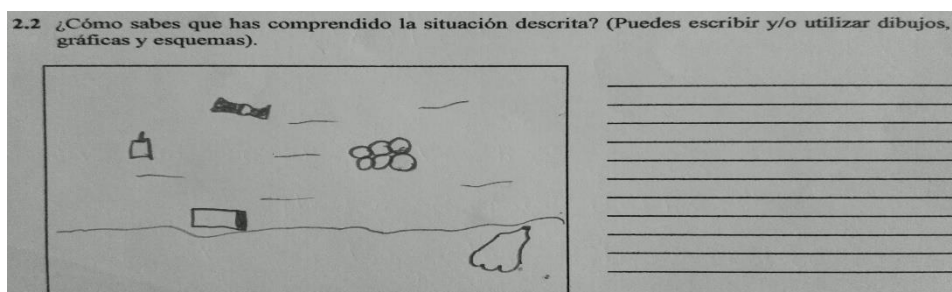 2.2 ¿Cómo sabes que has comprendido la situación descrita? (Puedes escribir y/o utilizar dibujos,
gráficas y esquemas).